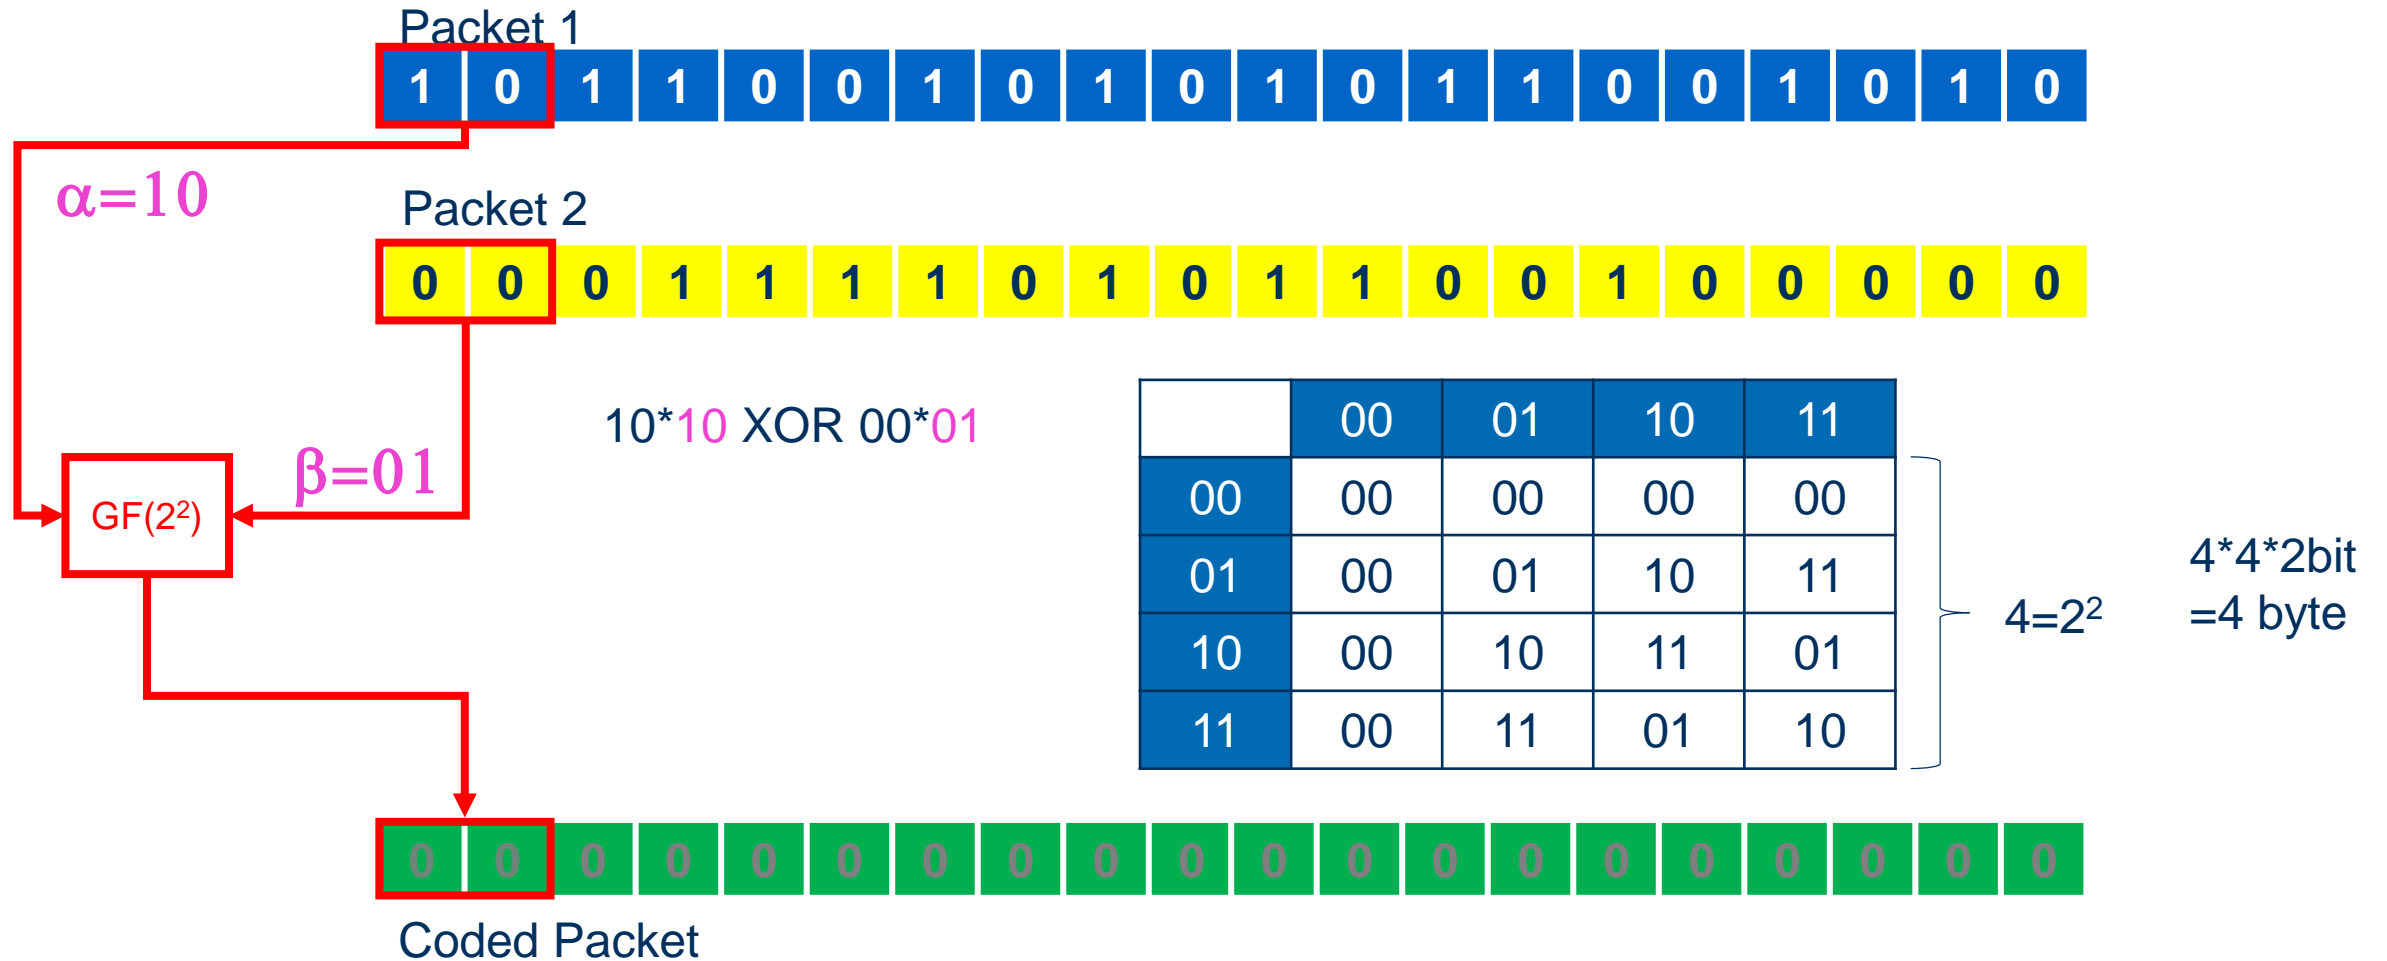 Packet 1
1 0 1 1 0 0 1 0 1 0 1 0 1 1 0 0 1 0 1 0
α=10
Packet 2
0 0 0 1 1 1 1 0 1 0 1 1 0 0 1 0 0 0 0 0
10*10 XOR 00*01
β=01
GF(2²)
00 01 10 11
00 00 00 00 00
01 00 01 10 11
10 00 10 11 01
11 00 11 01 10
4=2²
4*4*2bit
=4 byte
0 0 0 0 0 0 0 0 0 0 0 0 0 0 0 0 0 0 0 0
Coded Packet